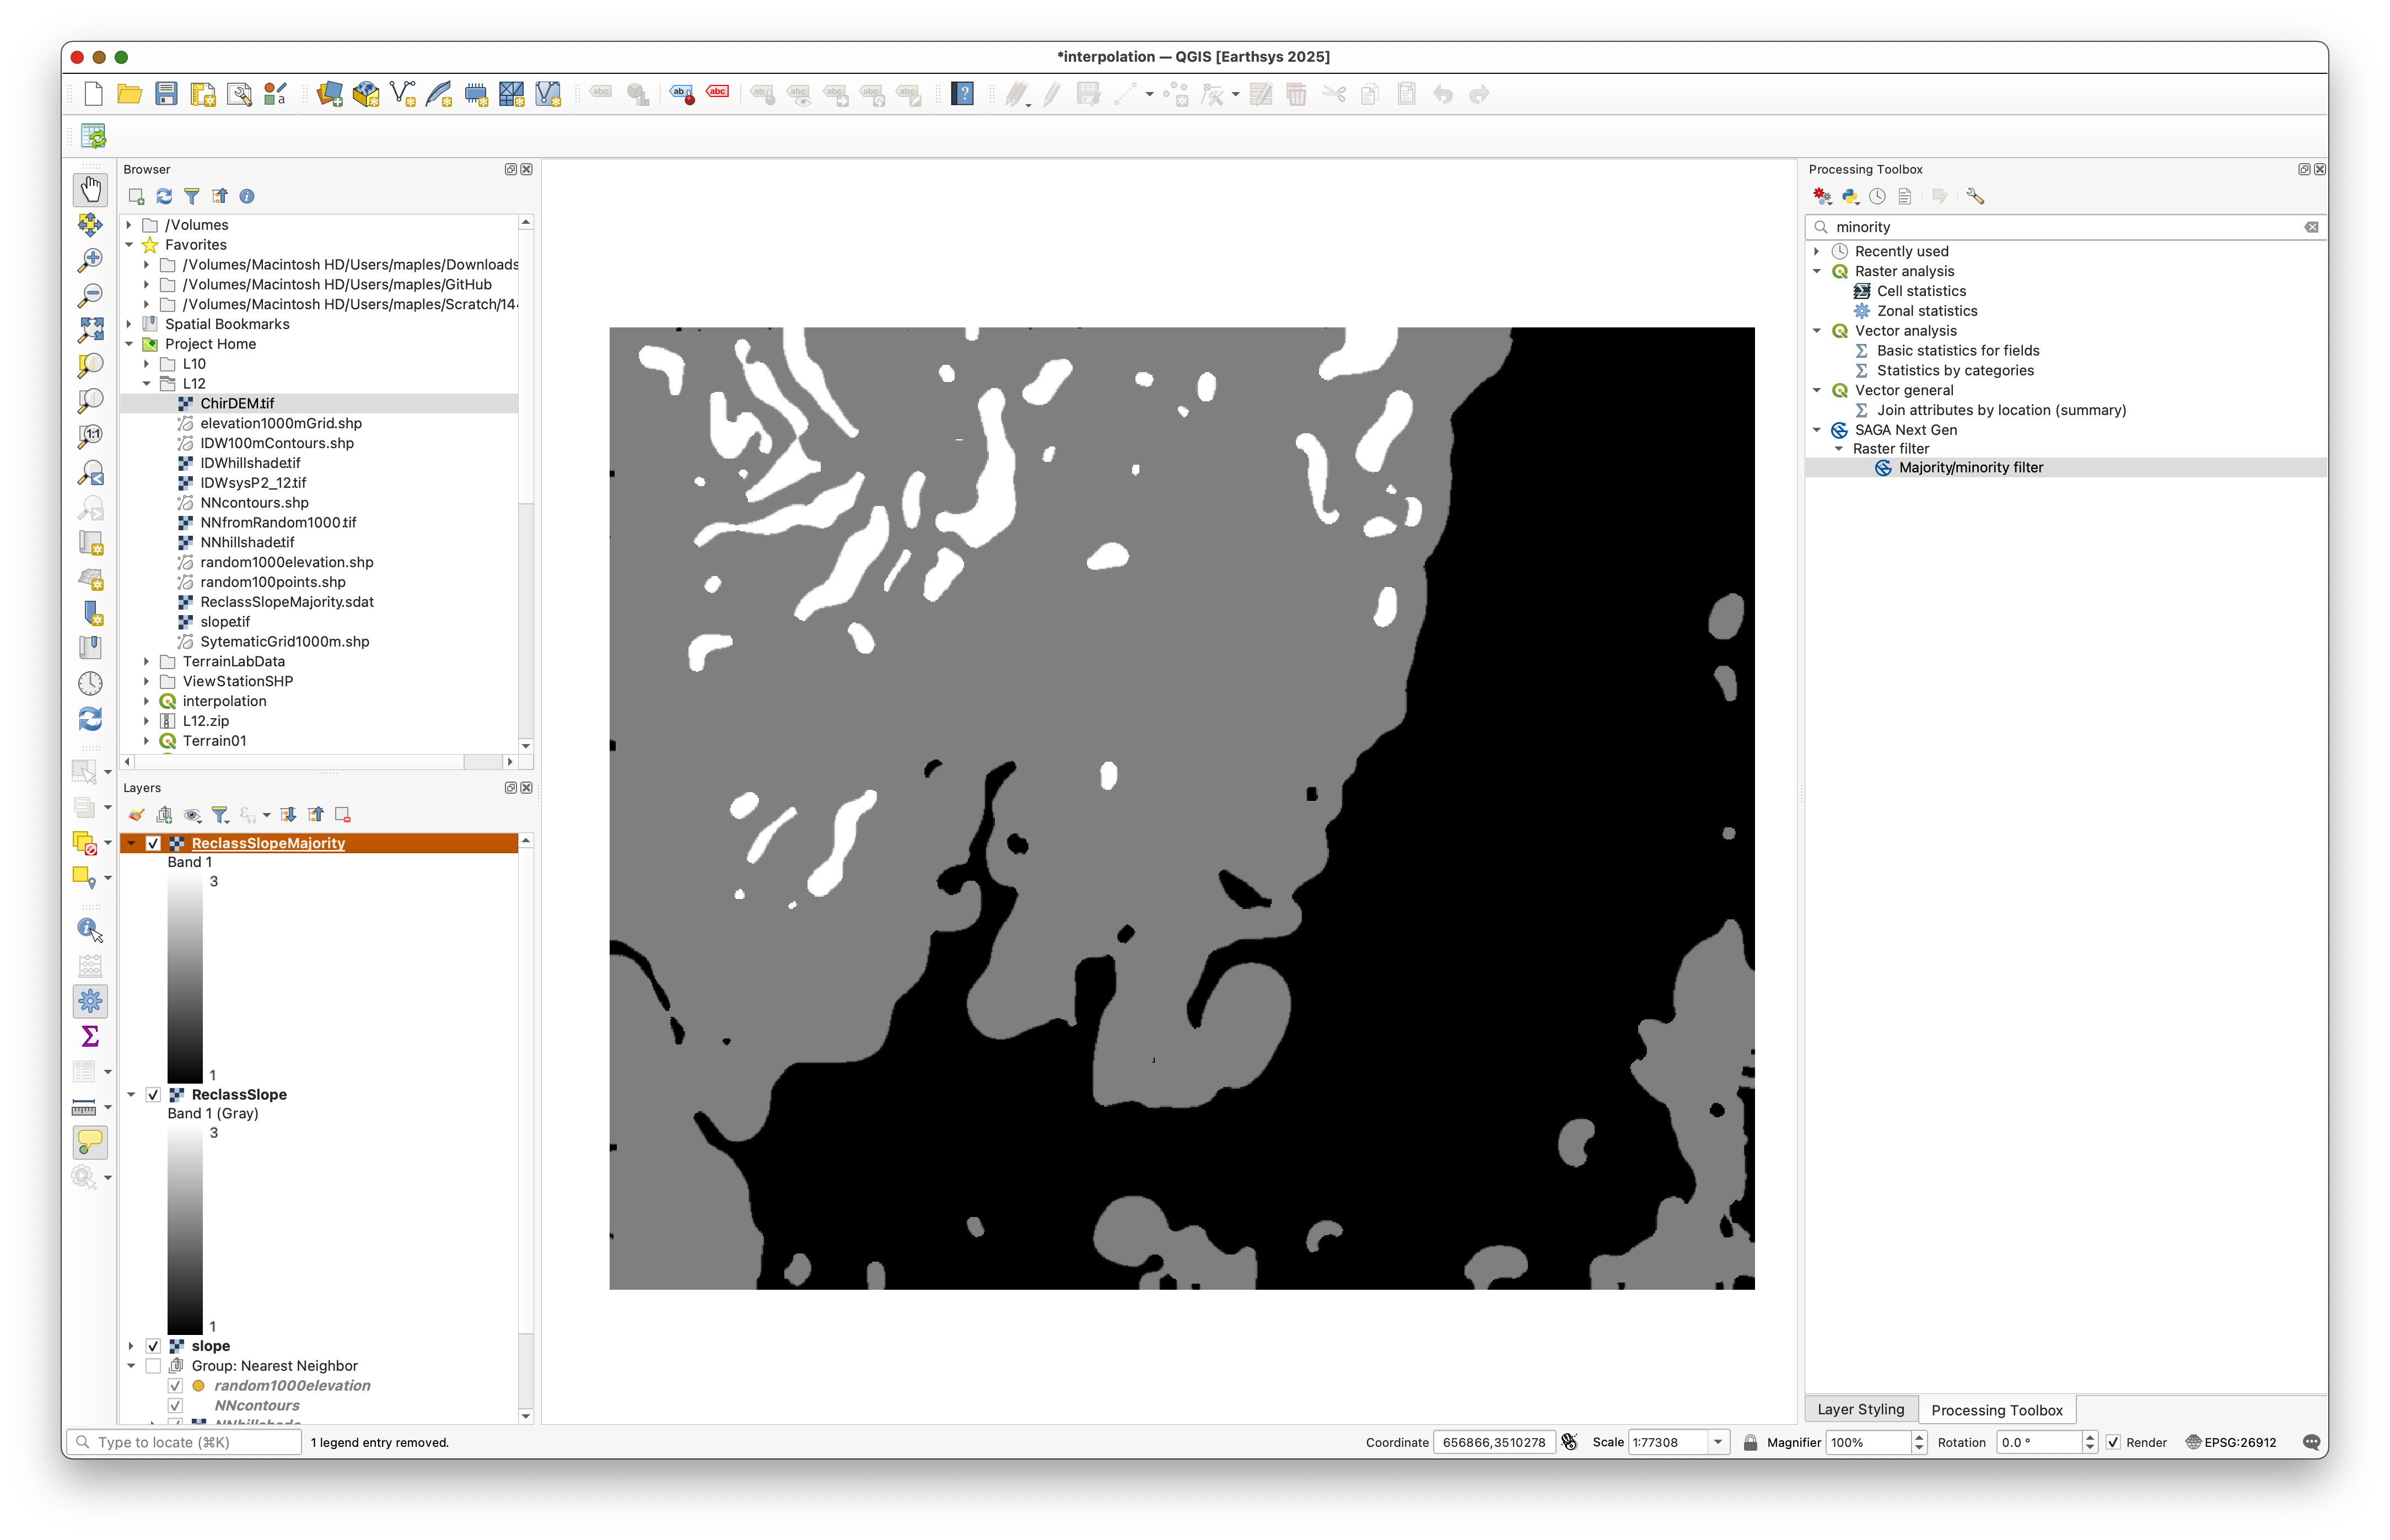 *interpolation — QGIS [Earthsys 2025]
Browser
/Volumes
Favorites
/Volumes/Macintosh HD/Users/maples/Downloads
/Volumes/Macintosh HD/Users/maples/GitHub
/Volumes/Macintosh HD/Users/maples/Scratch/14
Spatial Bookmarks
Project Home
L10
L12
ChirDEM.tif
elevation1000mGrid.shp
IDW100mContours.shp
IDWhillshade.tif
IDWsysP2_12.tif
NNcontours.shp
NNfromRandom1000.tif
NNhillshade.tif
random1000elevation.shp
random100points.shp
ReclassSlopeMajority.sdat
slope.tif
SytematicGrid1000m.shp
TerrainLabData
ViewStationSHP
interpolation
L12.zip
Terrain01
Layers
ReclassSlopeMajority
Band 1
3
1
ReclassSlope
Band 1 (Gray)
3
1
slope
Group: Nearest Neighbor
random1000elevation
NNcontours
NNhillshade
Processing Toolbox
minority
Recently used
Raster analysis
Cell statistics
Zonal statistics
Vector analysis
Basic statistics for fields
Statistics by categories
Vector general
Join attributes by location (summary)
SAGA Next Gen
Raster filter
Majority/minority filter
Layer Styling
Processing Toolbox
Type to locate (⌘K)
1 legend entry removed.
Coordinate
656866,3510278
Scale
1:77308
Magnifier
100%
Rotation
0.0 °
Render
EPSG:26912